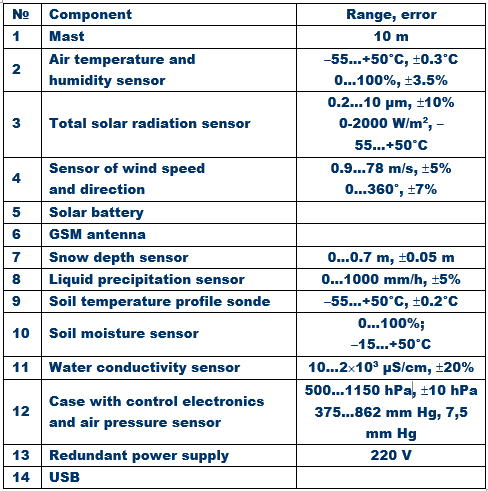 № Component Range, error
1 Mast 10 m
2 Air temperature and humidity sensor –55...+50°C, ±0.3°C
0...100%, ±3.5%
3 Total solar radiation sensor 0.2...10 µm, ±10%
0-2000 W/m², –
55...+50°C
4 Sensor of wind speed and direction 0.9...78 m/s, ±5%
0...360°, ±7%
5 Solar battery
6 GSM antenna
7 Snow depth sensor 0...0.7 m, ±0.05 m
8 Liquid precipitation sensor 0...1000 mm/h, ±5%
9 Soil temperature profile sonde –55...+50°C, ±0.2°C
10 Soil moisture sensor 0...100%;
–15...+50°C
11 Water conductivity sensor 10...2×10³ µS/cm, ±20%
12 Case with control electronics and air pressure sensor 500...1150 hPa, ±10 hPa
375...862 mm Hg, 7,5
mm Hg
13 Redundant power supply 220 V
14 USB